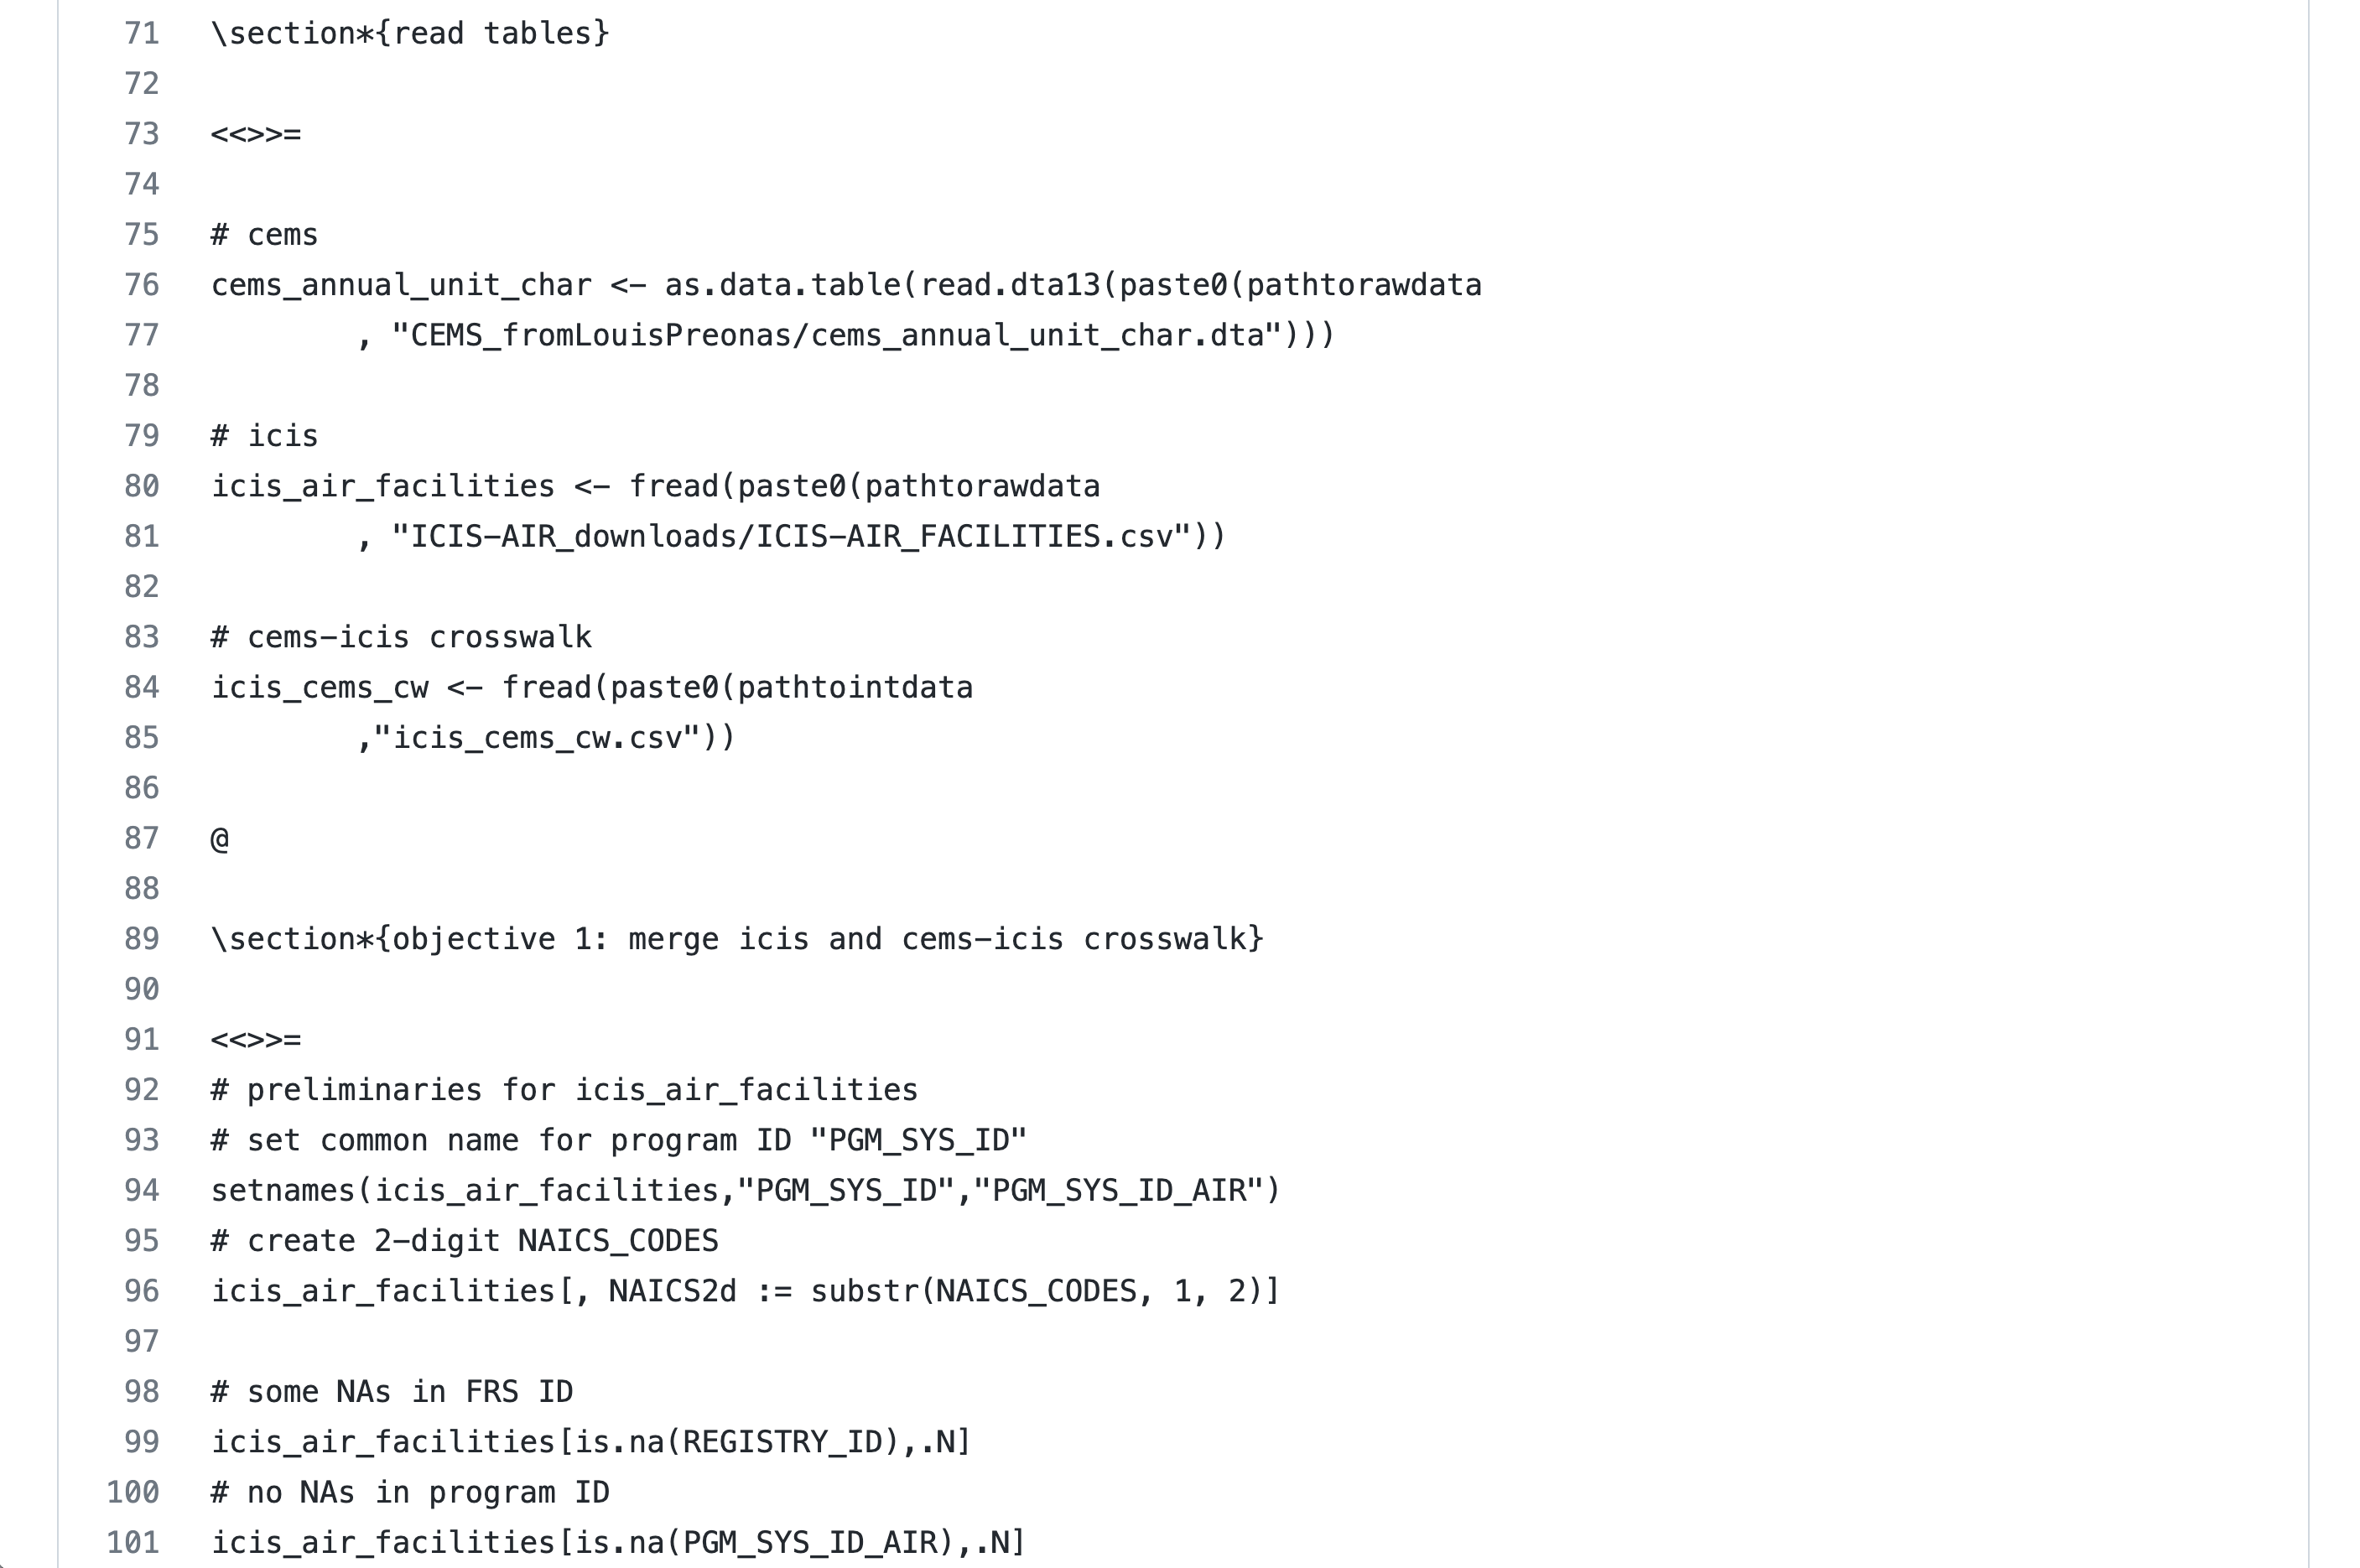 71 \section*{read tables}
72
73 <<>>=
74
75 # cems
76 cems_annual_unit_char <- as.data.table(read.dta13(paste0(pathtorawdata
77         , "CEMS_fromLouisPreonas/cems_annual_unit_char.dta")))
78
79 # icis
80 icis_air_facilities <- fread(paste0(pathtorawdata
81         , "ICIS-AIR_downloads/ICIS-AIR_FACILITIES.csv"))
82
83 # cems-icis crosswalk
84 icis_cems_cw <- fread(paste0(pathtointdata
85         ,"icis_cems_cw.csv"))
86
87 @
88
89 \section*{objective 1: merge icis and cems-icis crosswalk}
90
91 <<>>=
92 # preliminaries for icis_air_facilities
93 # set common name for program ID "PGM_SYS_ID"
94 setnames(icis_air_facilities,"PGM_SYS_ID","PGM_SYS_ID_AIR")
95 # create 2-digit NAICS_CODES
96 icis_air_facilities[, NAICS2d := substr(NAICS_CODES, 1, 2)]
97
98 # some NAs in FRS ID
99 icis_air_facilities[is.na(REGISTRY_ID),.N]
100 # no NAs in program ID
101 icis_air_facilities[is.na(PGM_SYS_ID_AIR),.N]